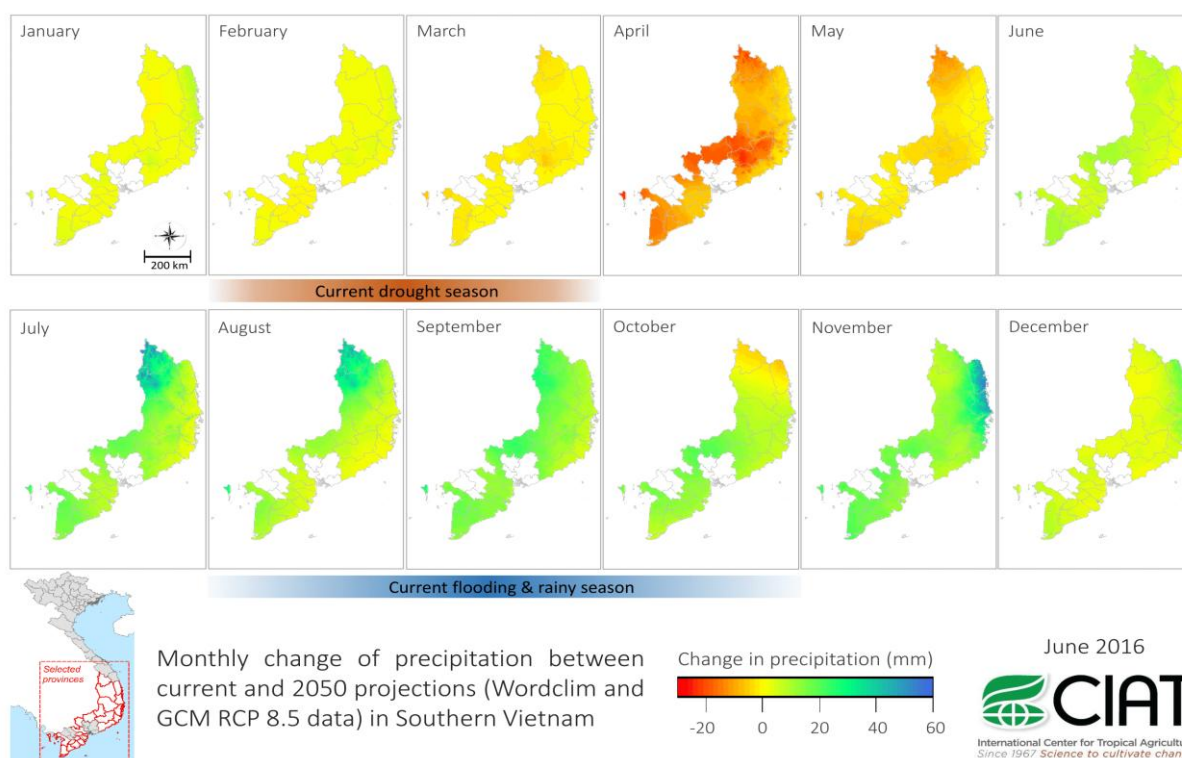 January
February
March
April
May
June
200 km
Current drought season
July
August
September
October
November
December
Current flooding & rainy season
Selected
provinces
Monthly change of precipitation between
current and 2050 projections (Wordclim and
GCM RCP 8.5 data) in Southern Vietnam
Change in precipitation (mm)
-20 0 20 40 60
June 2016
CIAT
International Center for Tropical Agricultu
Since 1967 Science to cultivate chan